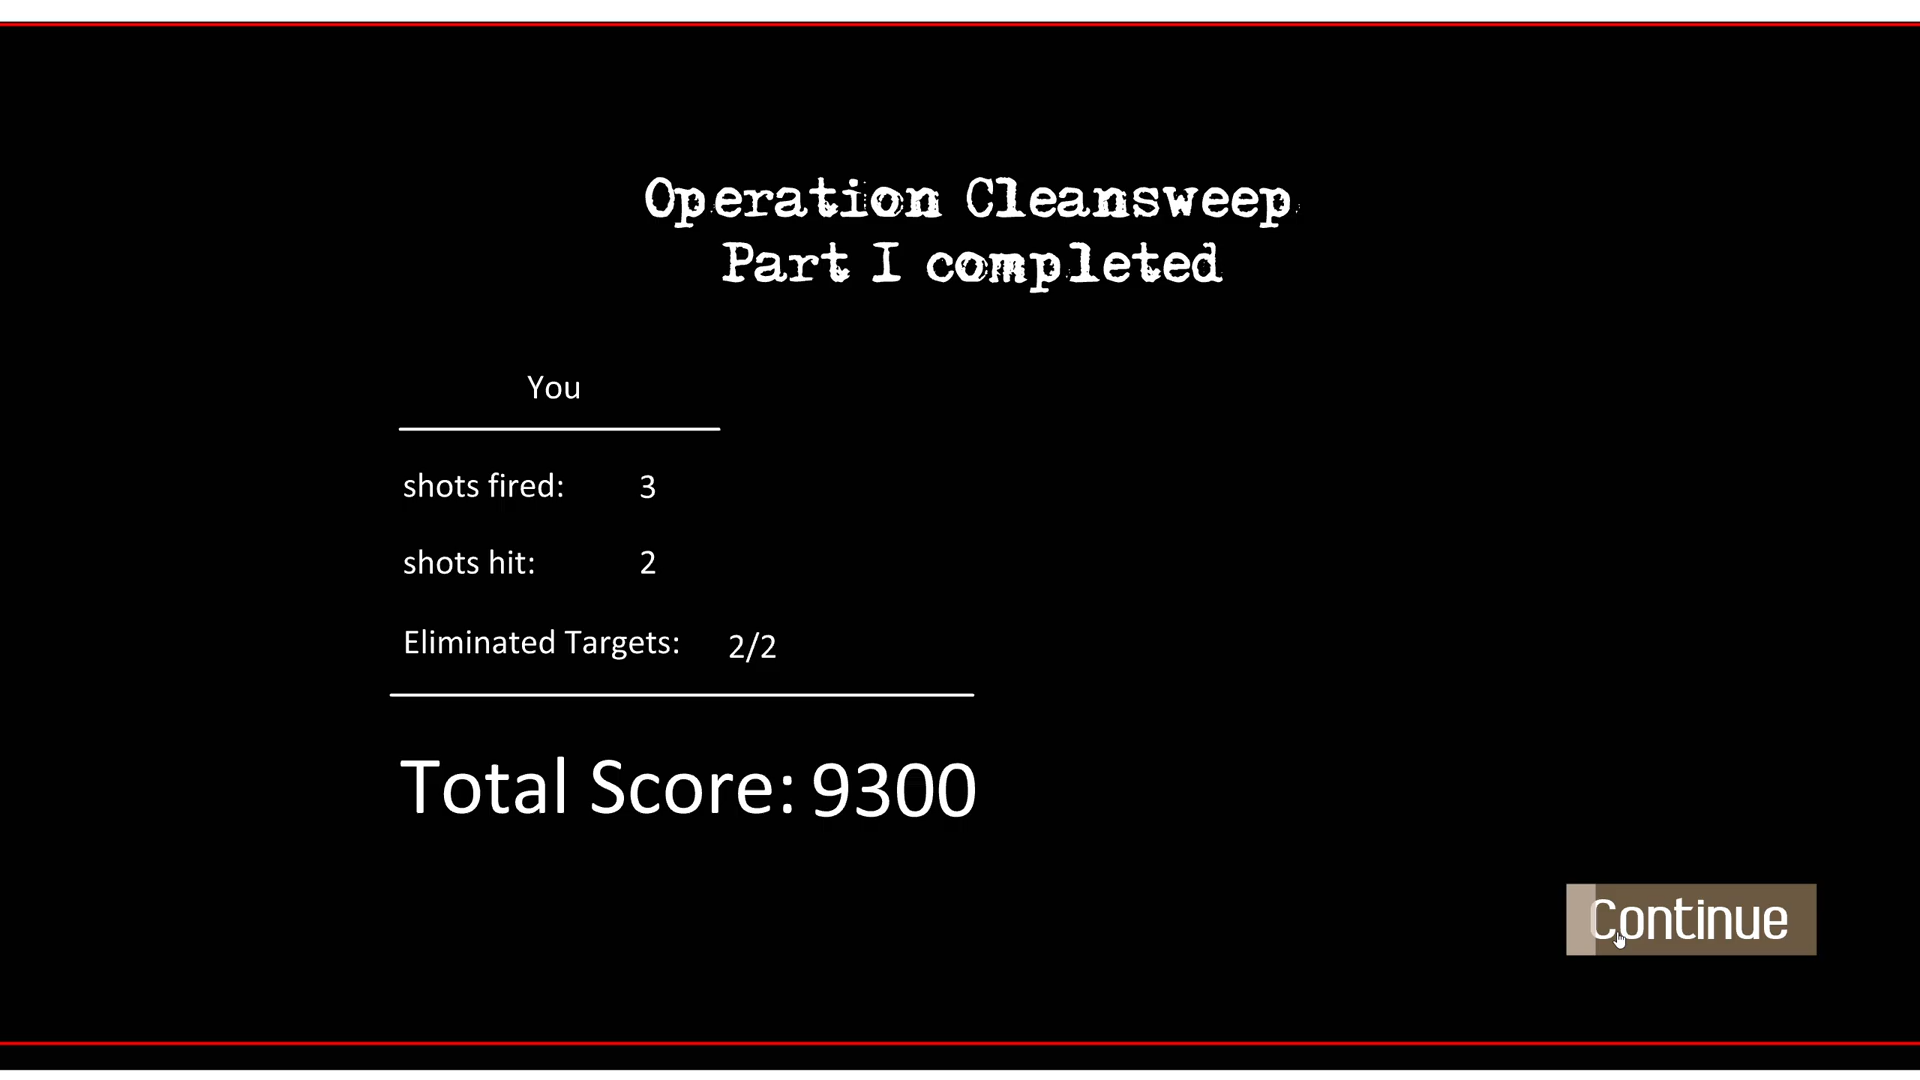 Operation Cleansweep
Part I completed
You
shots fired: 3
shots hit: 2
Eliminated Targets: 2/2
Total Score: 9300
Continue